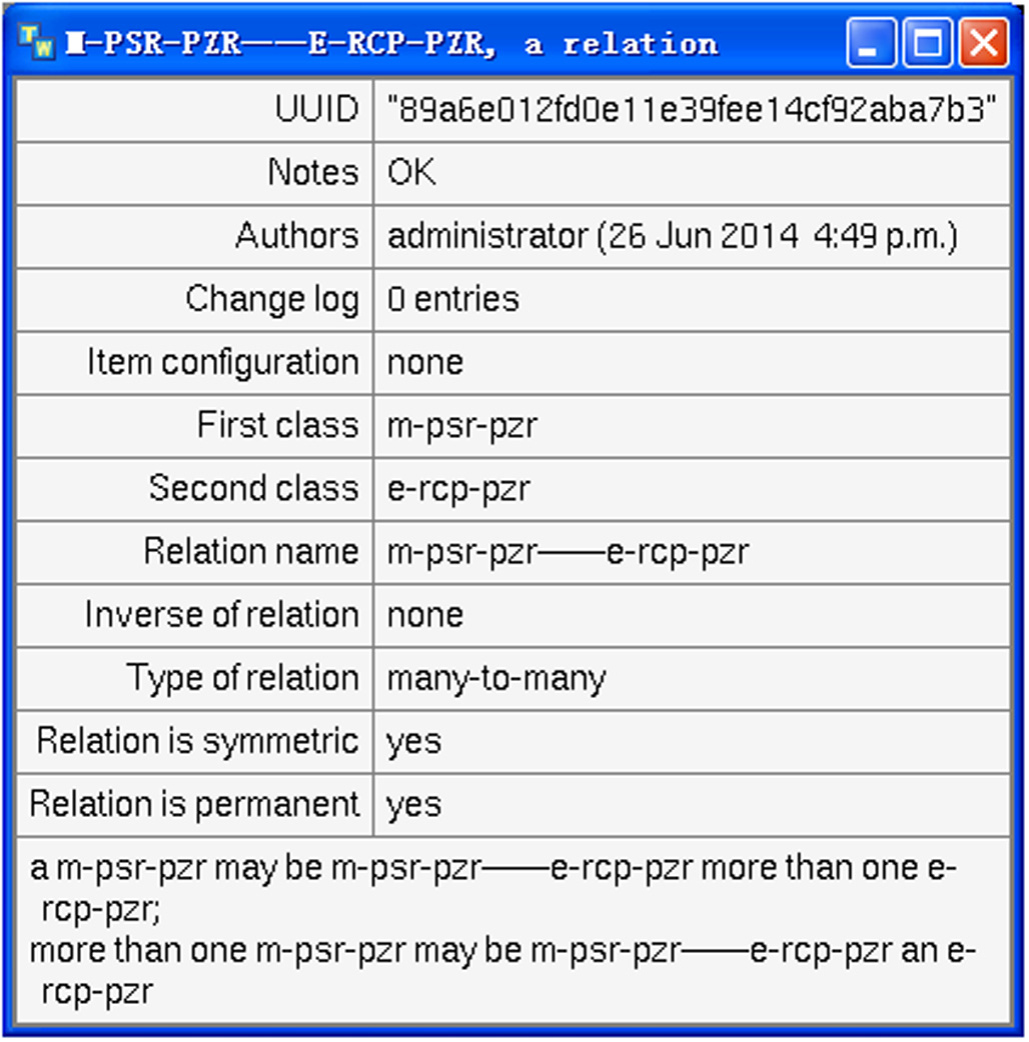 TW M-PSR-PZR——E-RCP-PZR, a relation
UUID "89a6e012fd0e11e39fee14cf92aba7b3"
Notes OK
Authors administrator (26 Jun 2014 4:49 p.m.)
Change log 0 entries
Item configuration none
First class m-psr-pzr
Second class e-rcp-pzr
Relation name m-psr-pzr——e-rcp-pzr
Inverse of relation none
Type of relation many-to-many
Relation is symmetric yes
Relation is permanent yes
a m-psr-pzr may be m-psr-pzr——e-rcp-pzr more than one e-
rcp-pzr;
more than one m-psr-pzr may be m-psr-pzr——e-rcp-pzr an e-
rcp-pzr